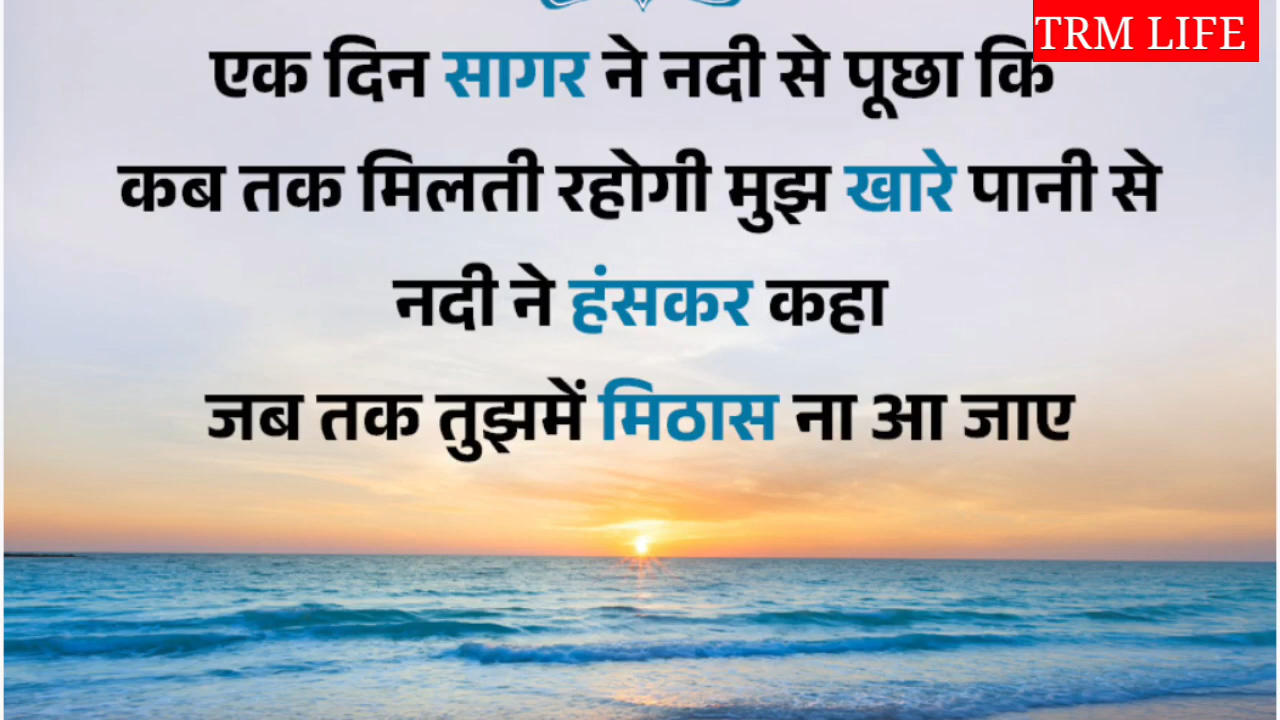 TRM LIFE
एक दिन सागर ने नदी से पूछा कि
कब तक मिलती रहोगी मुझ खारे पानी से
नदी ने हंसकर कहा
जब तक तुझमें मिठास ना आ जाए